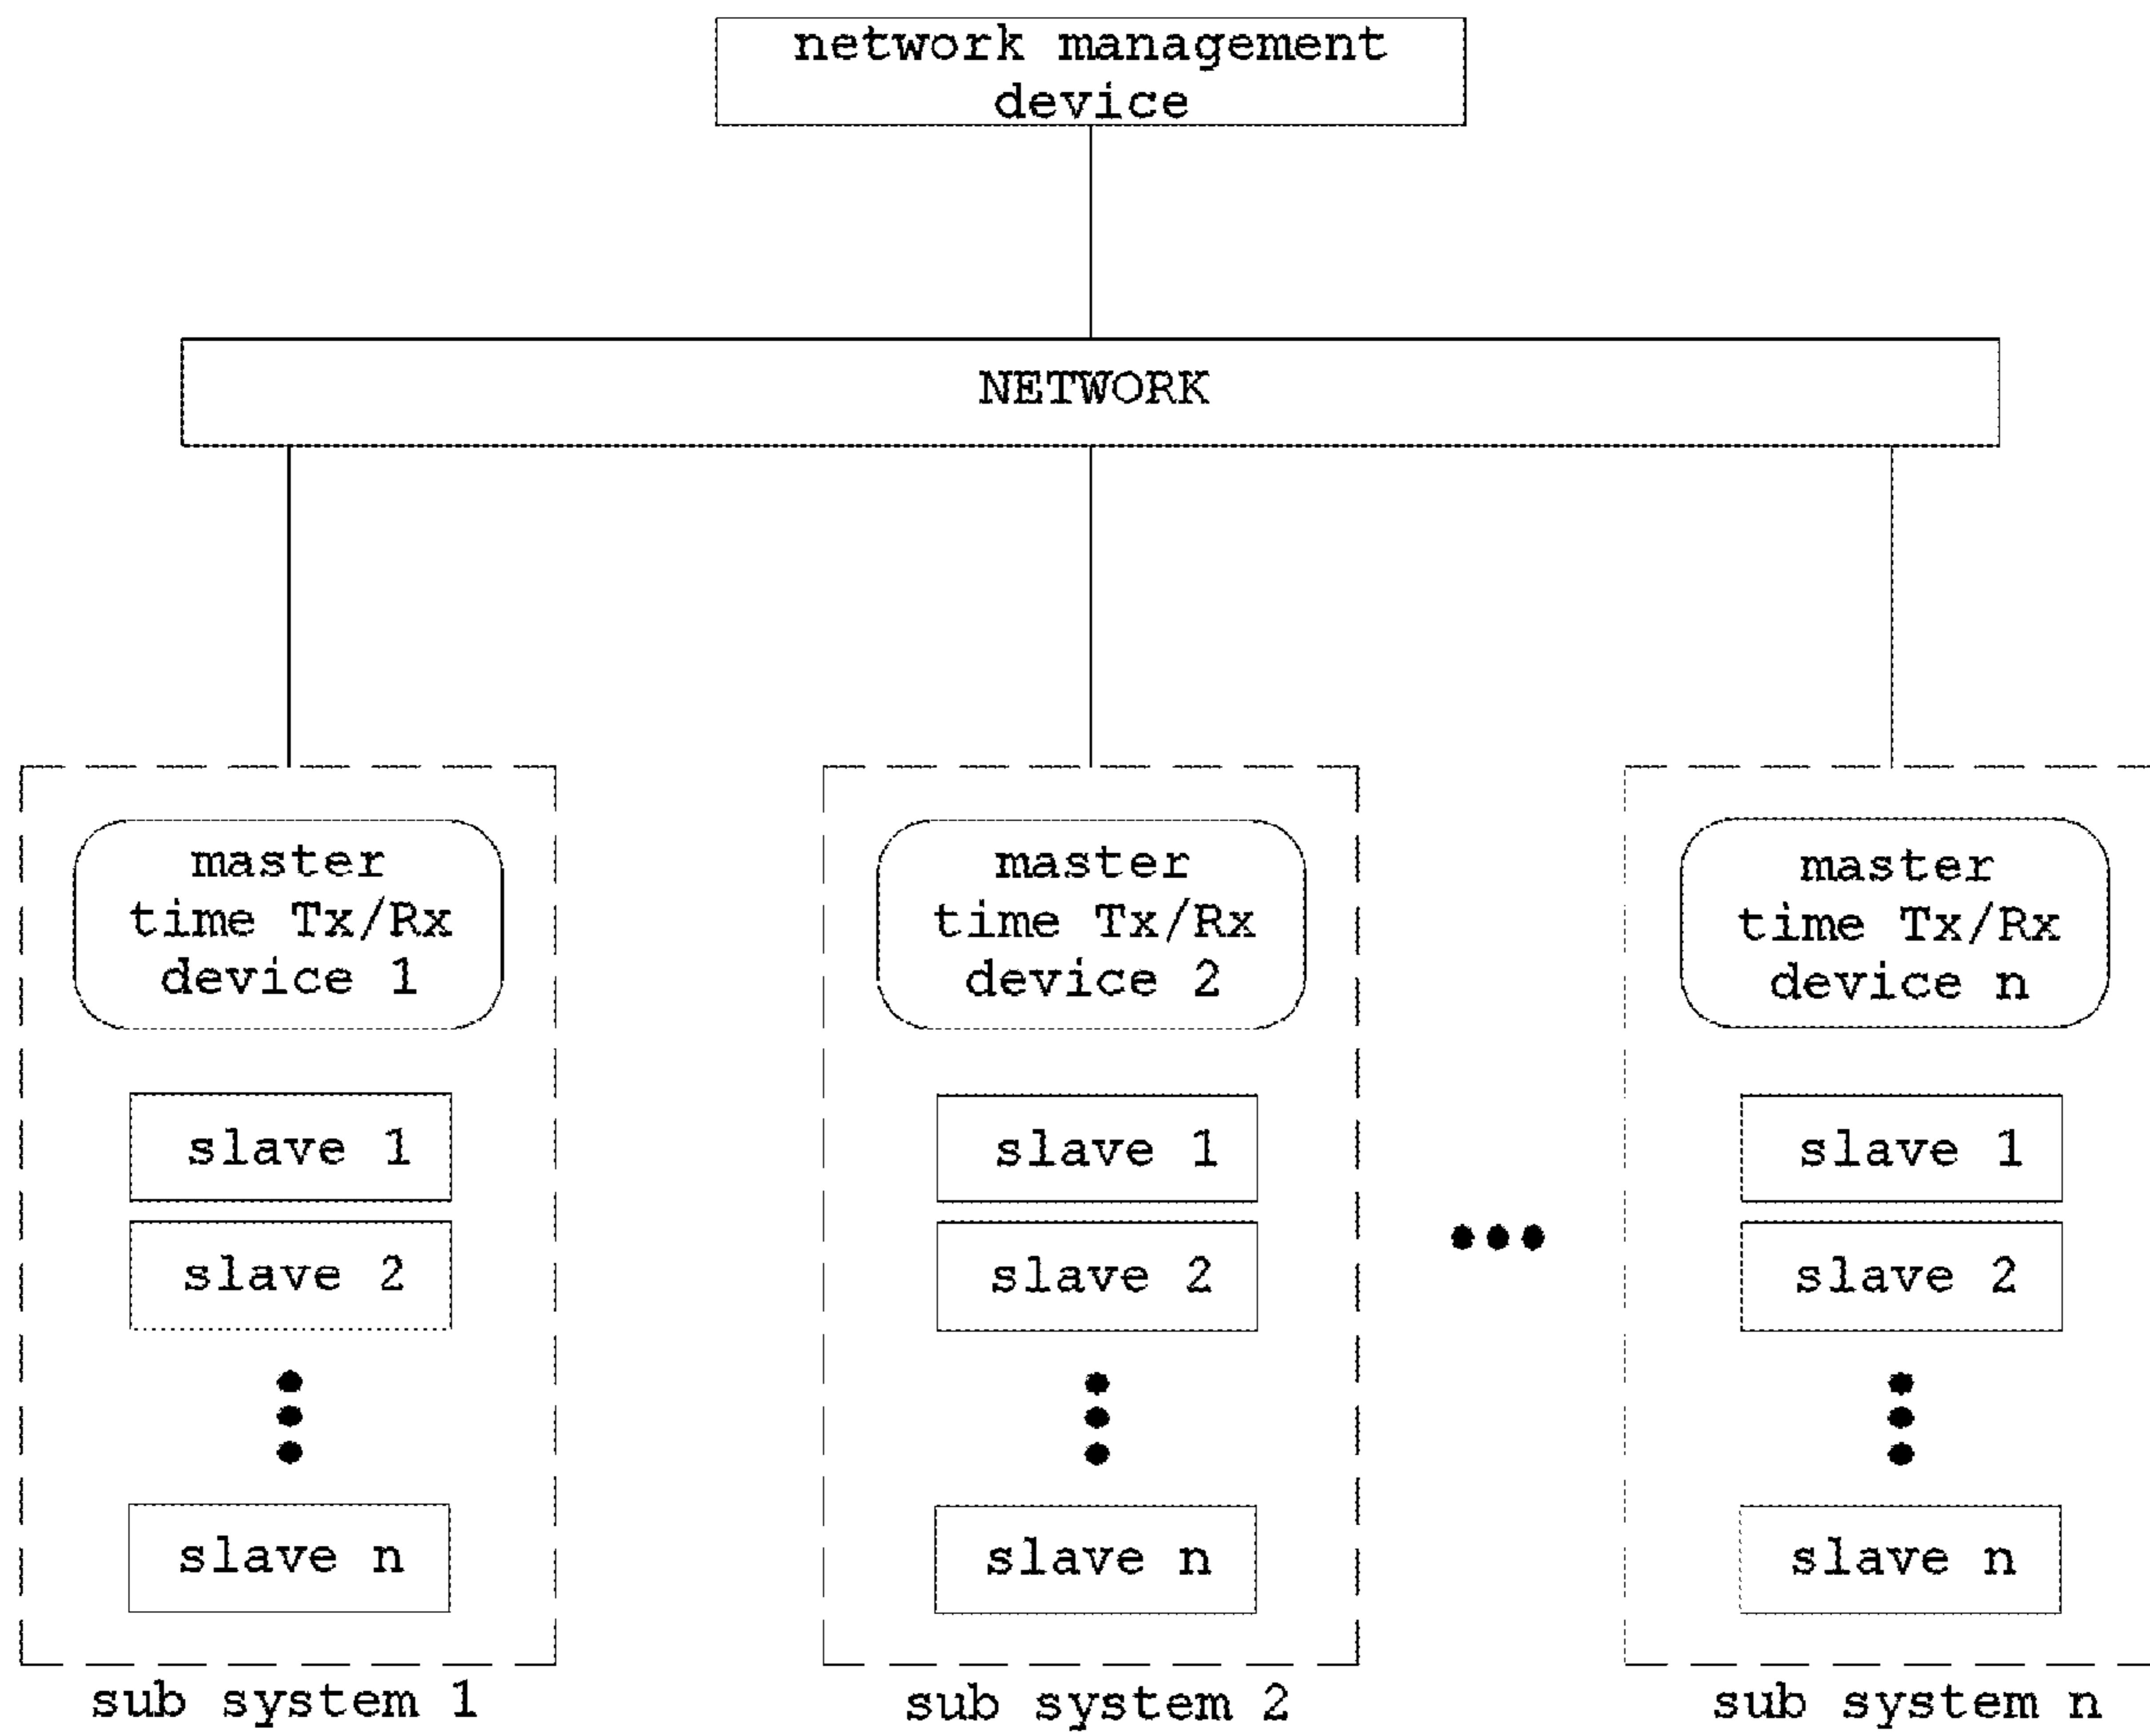 network management
device
NETWORK
master
time Tx/Rx
device 1
slave 1
slave 2
slave n
sub system 1
master
time Tx/Rx
device 2
slave 1
slave 2
slave n
sub system 2
master
time Tx/Rx
device n
slave 1
slave 2
slave n
sub system n